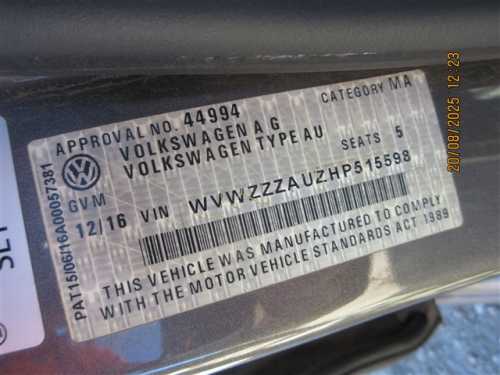 APPROVAL NO. 44994
CATEGORY MA
VOLKSWAGEN A G
VOLKSWAGEN TYPE AU
SEATS 5
GVM
12/16 VIN WVWZZZAUZHP515598
THIS VEHICLE WAS MANUFACTURED TO COMPLY
WITH THE MOTOR VEHICLE STANDARDS ACT 1989
PAT15/06/16A00057381
20/08/2025 12:23